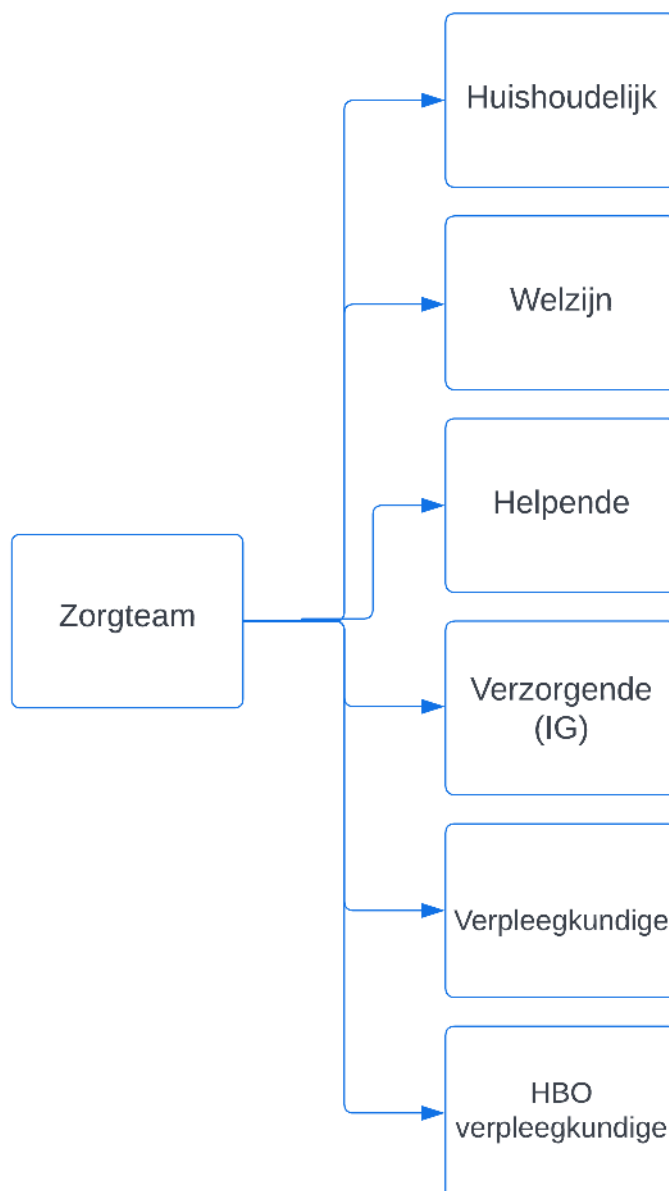 Huishoudelijk
Welzijn
Helpende
Zorgteam
Verzorgende
(IG)
Verpleegkundige
HBO
verpleegkundige